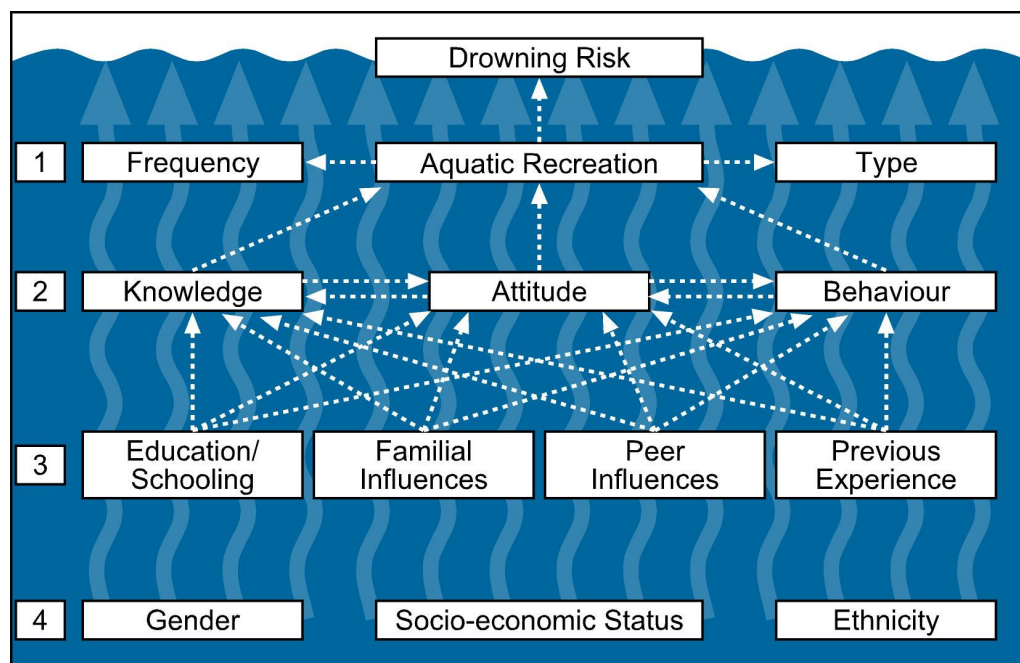 Drowning Risk
1
Frequency
Aquatic Recreation
Type
2
Knowledge
Attitude
Behaviour
3
Education/
Schooling
Familial
Influences
Peer
Influences
Previous
Experience
4
Gender
Socio-economic Status
Ethnicity